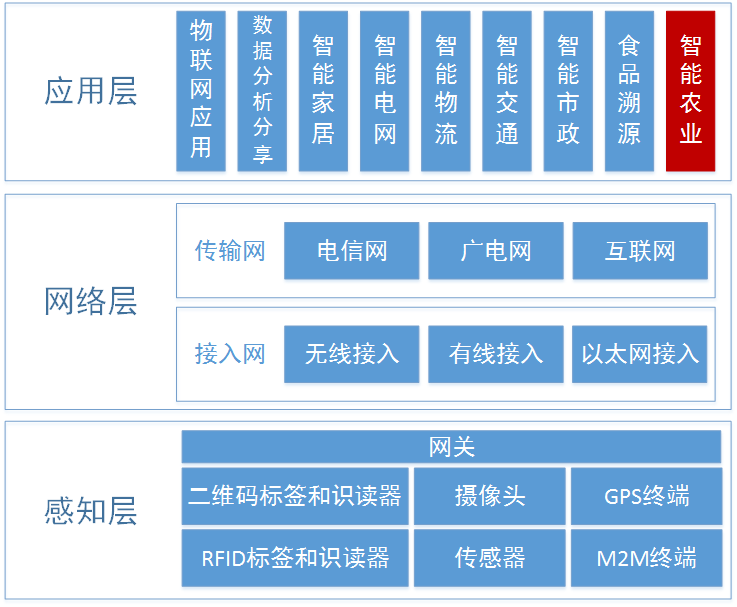 应用层
物联网应用
数据分析分享
智能家居
智能电网
智能物流
智能交通
智能市政
食品溯源
智能农业
网络层
传输网
电信网
广电网
互联网
接入网
无线接入
有线接入
以太网接入
感知层
网关
二维码标签和识读器
摄像头
GPS终端
RFID标签和识读器
传感器
M2M终端